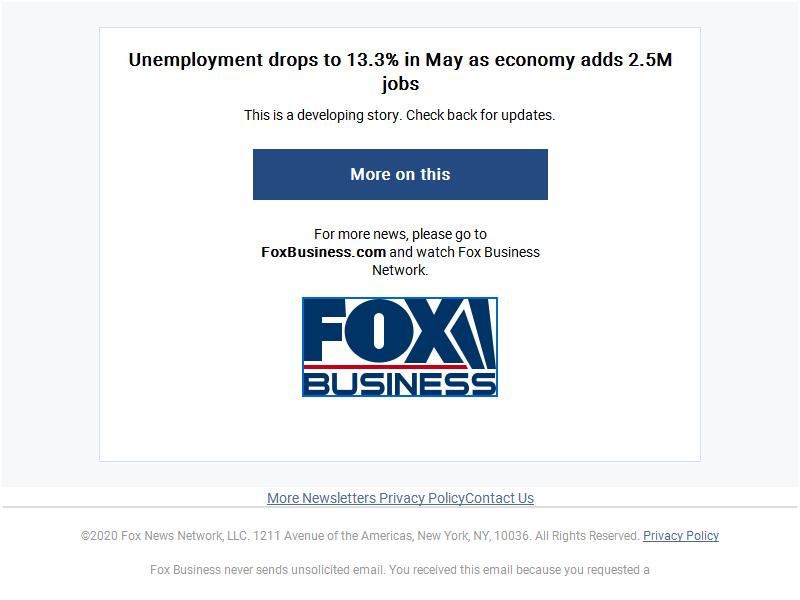 Unemployment drops to 13.3% in May as economy adds 2.5M
jobs
This is a developing story. Check back for updates.
More on this
For more news, please go to
FoxBusiness.com and watch Fox Business
Network.
FOX
BUSINESS
More Newsletters Privacy PolicyContact Us
©2020 Fox News Network, LLC. 1211 Avenue of the Americas, New York, NY, 10036. All Rights Reserved. Privacy Policy
Fox Business never sends unsolicited email. You received this email because you requested a